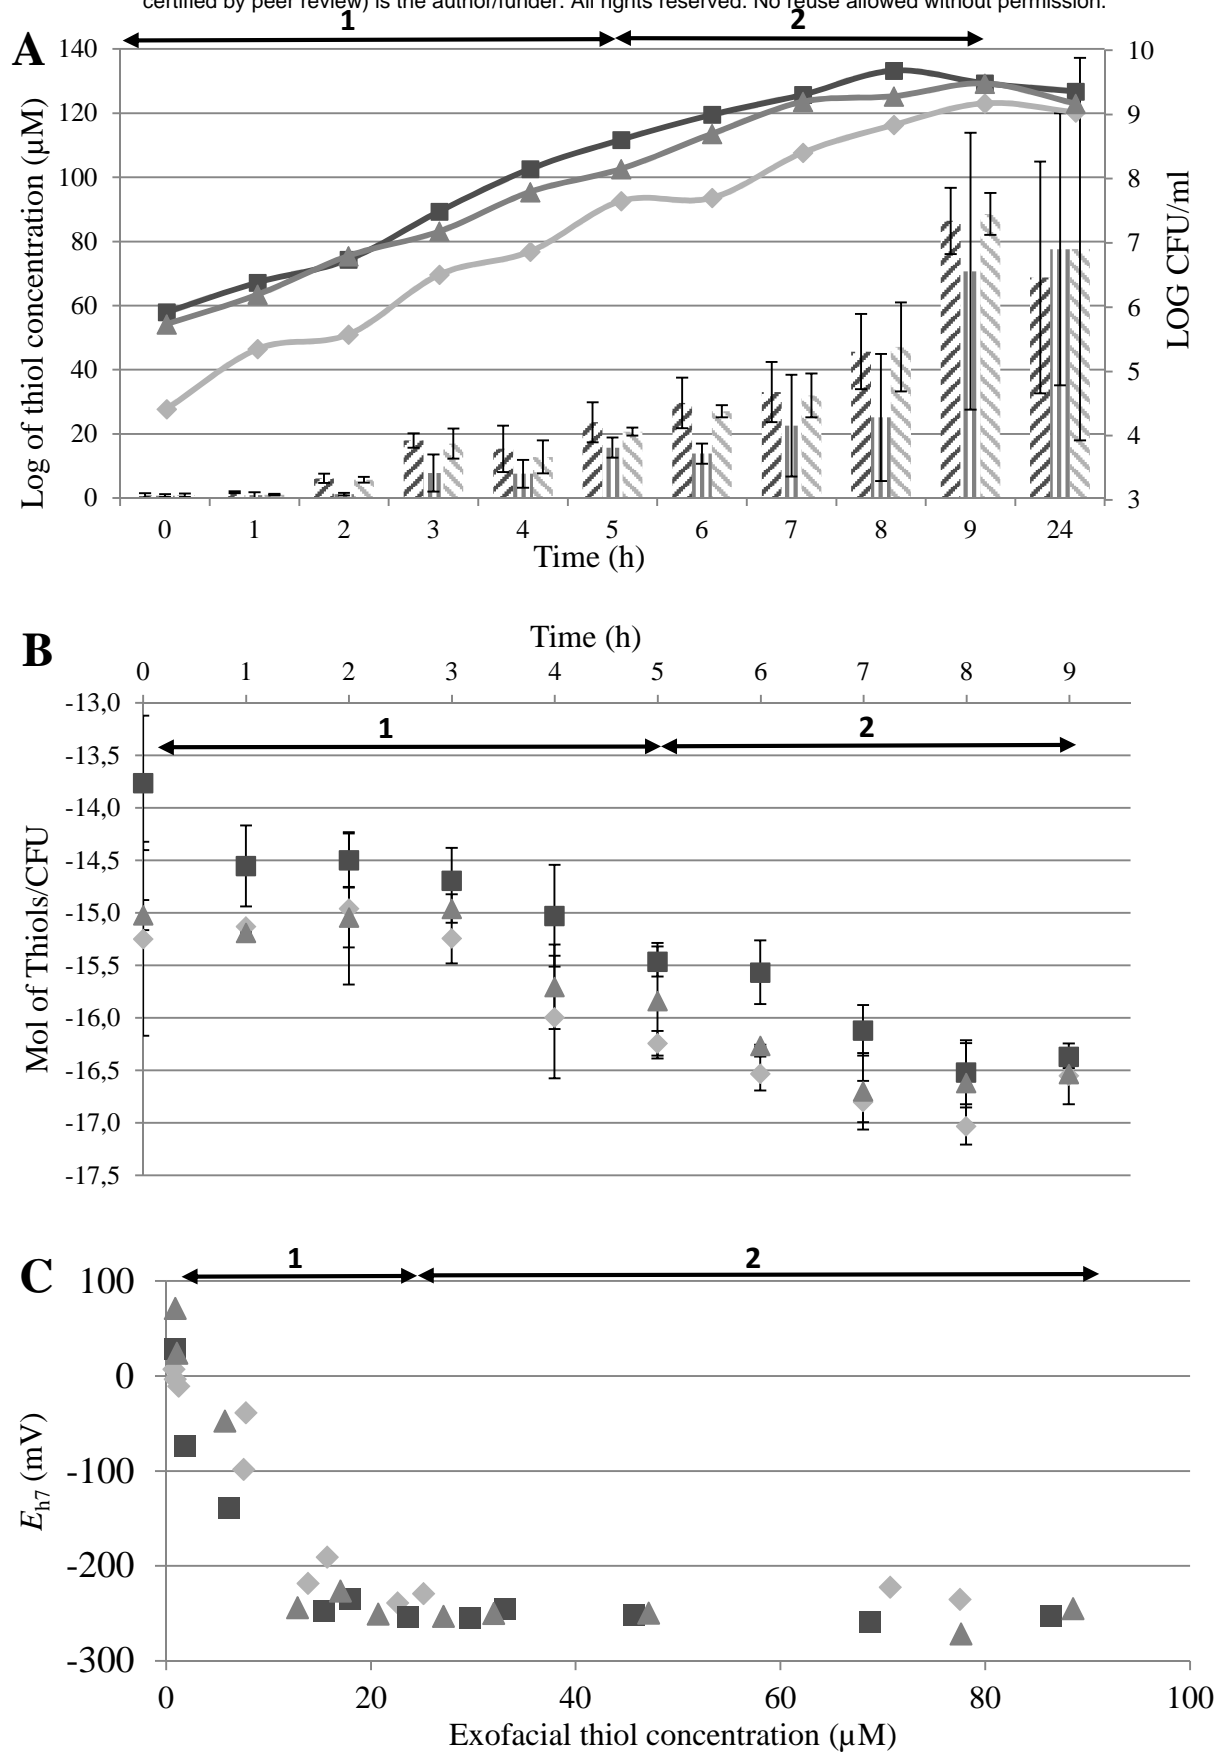 certified by peer review) is the author/funder. All rights reserved. No reuse allowed without permission.
1 2
A
140 10
120 9
100 8
80 7
60 6
40 5
20 4
0 3
Log of thiol concentration (µM)
LOG CFU/ml
0 1 2 3 4 5 6 7 8 9 24
Time (h)
B
Time (h)
0 1 2 3 4 5 6 7 8 9
1 2
-13,0
-13,5
-14,0
-14,5
-15,0
-15,5
-16,0
-16,5
-17,0
-17,5
Mol of Thiols/CFU
C
1 2
100
0
-100
-200
-300
Eh7 (mV)
0 20 40 60 80 100
Exofacial thiol concentration (µM)